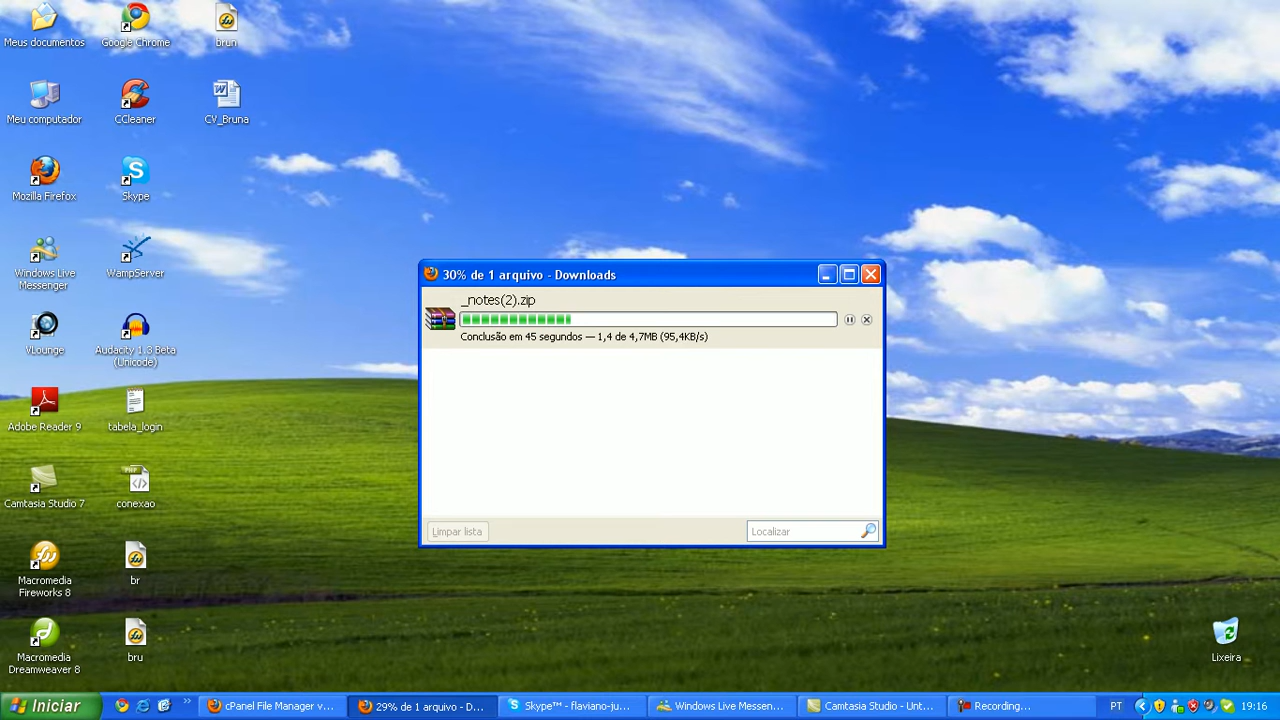 Meus documentos
Google Chrome
brun
Meu computador
CCleaner
CV_Bruna
Mozilla Firefox
Skype
Windows Live
Messenger
WampServer
VLounge
Audacity 1.3 Beta
(Unicode)
Adobe Reader 9
tabela_login
Camtasia Studio 7
conexao
Macromedia
Fireworks 8
br
Macromedia
Dreamweaver 8
bru
30% de 1 arquivo - Downloads
_notes(2).zip
Conclusão em 45 segundos — 1,4 de 4,7MB (95,4KB/s)
Limpar lista
Localizar
Lixeira
Iniciar
cPanel File Manager v...
29% de 1 arquivo - D...
Skype™ - flaviano-ju...
Windows Live Messen...
Camtasia Studio - Unt...
Recording...
PT
19:16